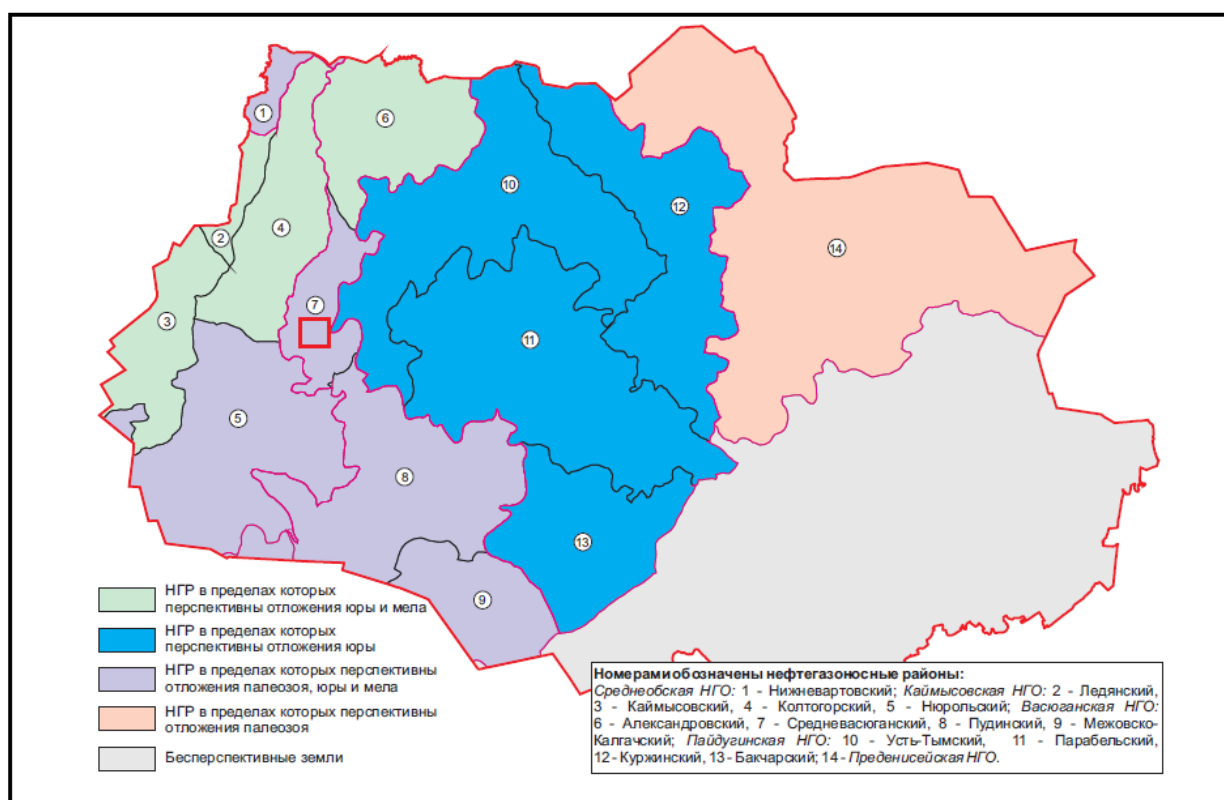 1
6
10
12
2
4
14
7
3
11
5
8
13
9
НГР в пределах которых
перспективны отложения юры и мела
НГР в пределах которых
перспективны отложения юры
НГР в пределах которых перспективны
отложения палеозоя, юры и мела
НГР в пределах которых перспективны
отложения палеозоя
Бесперспективные земли
Номерами обозначены нефтегазоносные районы:
Среднеобская НГО: 1 - Нижневартовский; Каймысовская НГО: 2 - Ледянский,
3 - Каймысовский, 4 - Колтогорский, 5 - Нюрольский; Васюганская НГО:
6 - Александровский, 7 - Средневасюганский, 8 - Пудинский, 9 - Межовско-
Калгачский; Пайдугинская НГО: 10 - Усть-Тымский, 11 - Парабельский,
12 - Куржинский, 13 - Бакчарский; 14 - Преденисейская НГО.